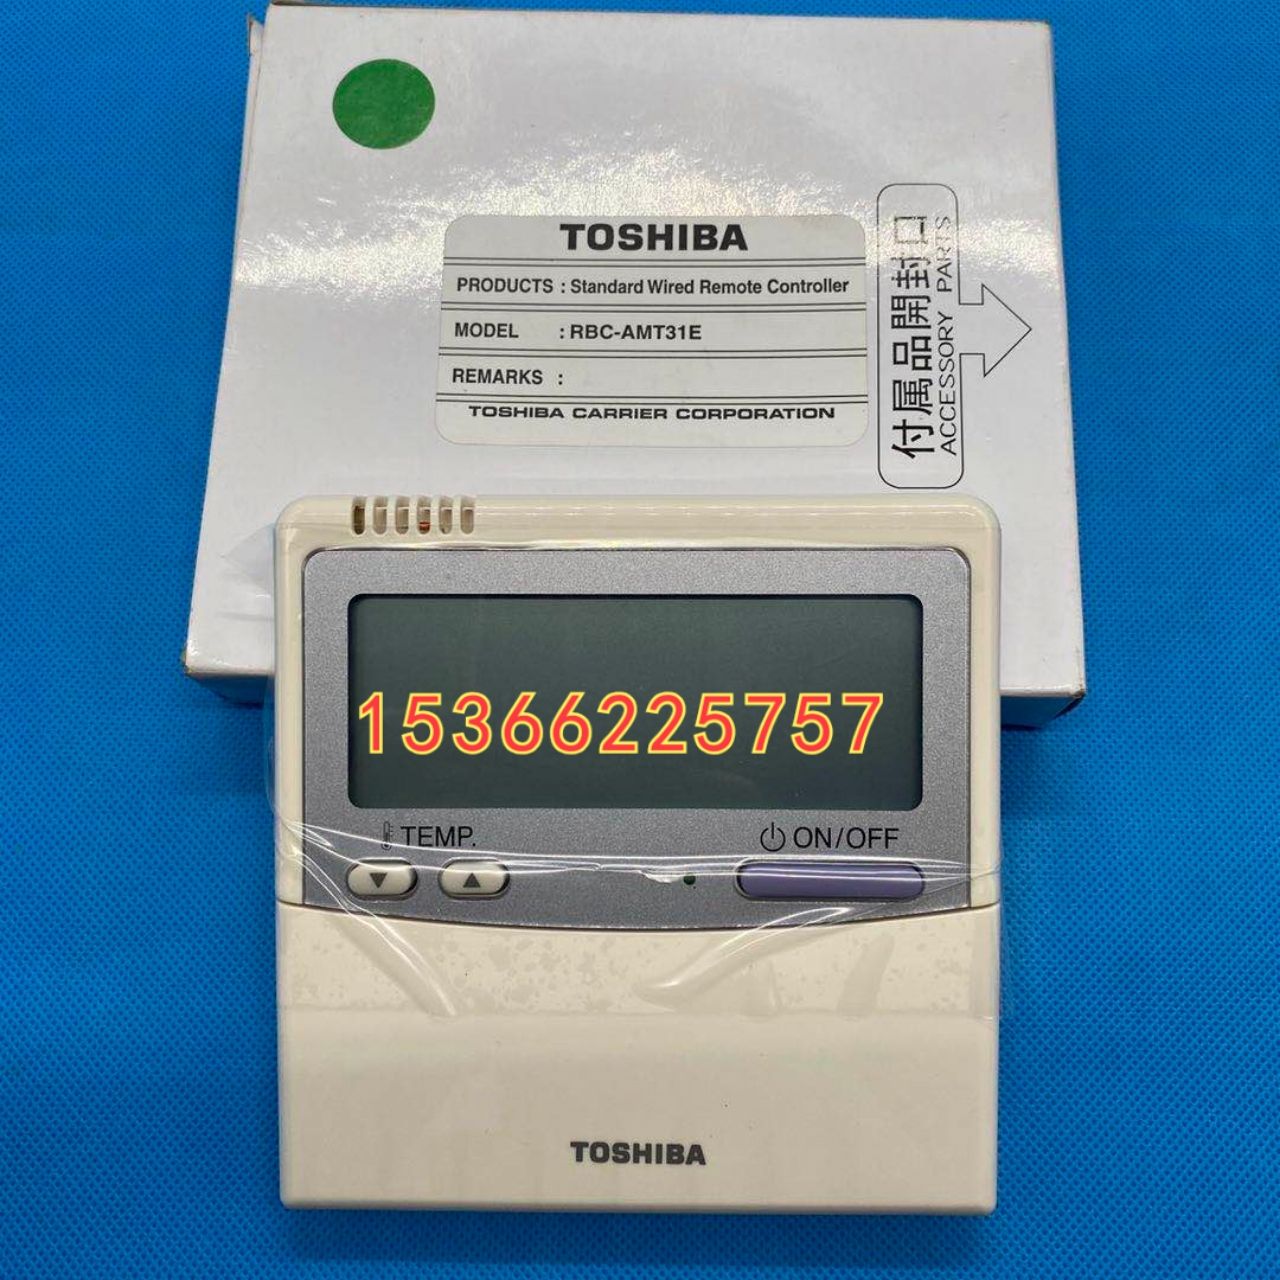 TOSHIBA
PRODUCTS : Standard Wired Remote Controller
MODEL : RBC-AMT31E
REMARKS :
TOSHIBA CARRIER CORPORATION
付属品開封口
ACCESSORY PARTS
15366225757
TEMP.
ON/OFF
TOSHIBA